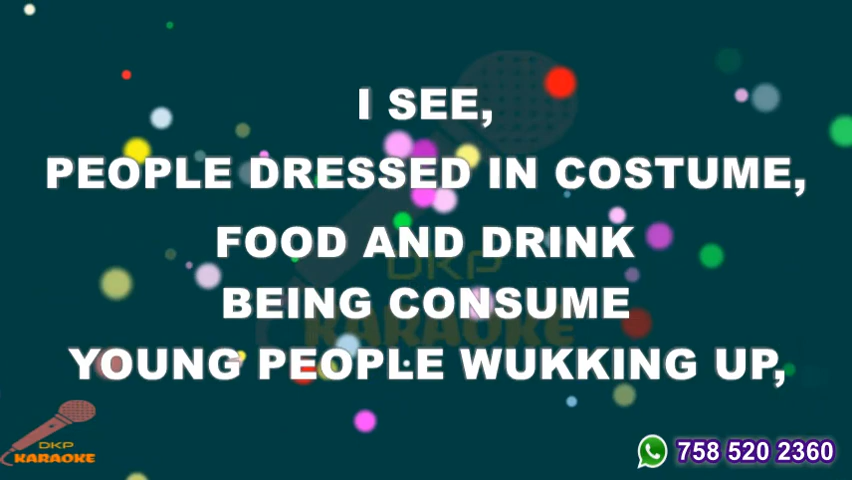 I SEE,
PEOPLE DRESSED IN COSTUME,
FOOD AND DRINK
BEING CONSUME
YOUNG PEOPLE WUKKING UP,
DKP
KARAOKE
DKP
KARAOKE
758 520 2360